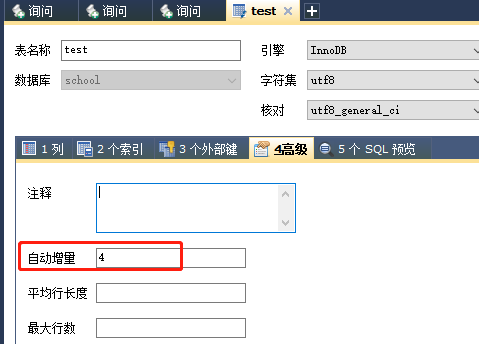 询问 询问 询问 test
表名称 test 引擎 InnoDB
数据库 school 字符集 utf8
核对 utf8_general_ci
1 列 2 个索引 3 个外部键 4高级 5 个 SQL 预览
注释
自动增量 4
平均行长度
最大行数